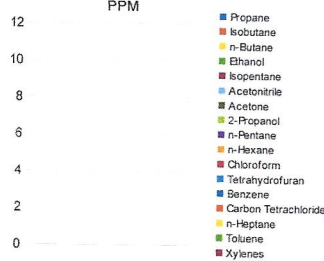 PPM
12
10
8
6
4
2
0
Propane
Isobutane
n-Butane
Ethanol
Isopentane
Acetonitrile
Acetone
2-Propanol
n-Pentane
n-Hexane
Chloroform
Tetrahydrofuran
Benzene
Carbon Tetrachloride
n-Heptane
Toluene
Xylenes